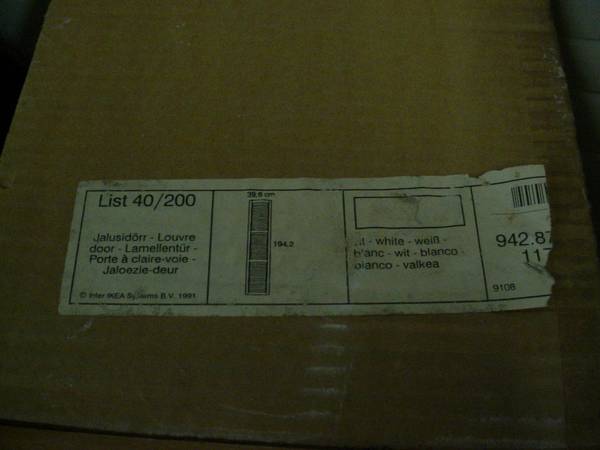 List 40/200
Jalusidörr - Louvre
door - Lamellentür -
Porte à claire-voie -
Jaloezie-deur
© Inter IKEA Systems B.V. 1991
39,6 cm
194,2
white - weiß -
blanc - wit - blanco -
bianco - valkea
942.87
117
9108